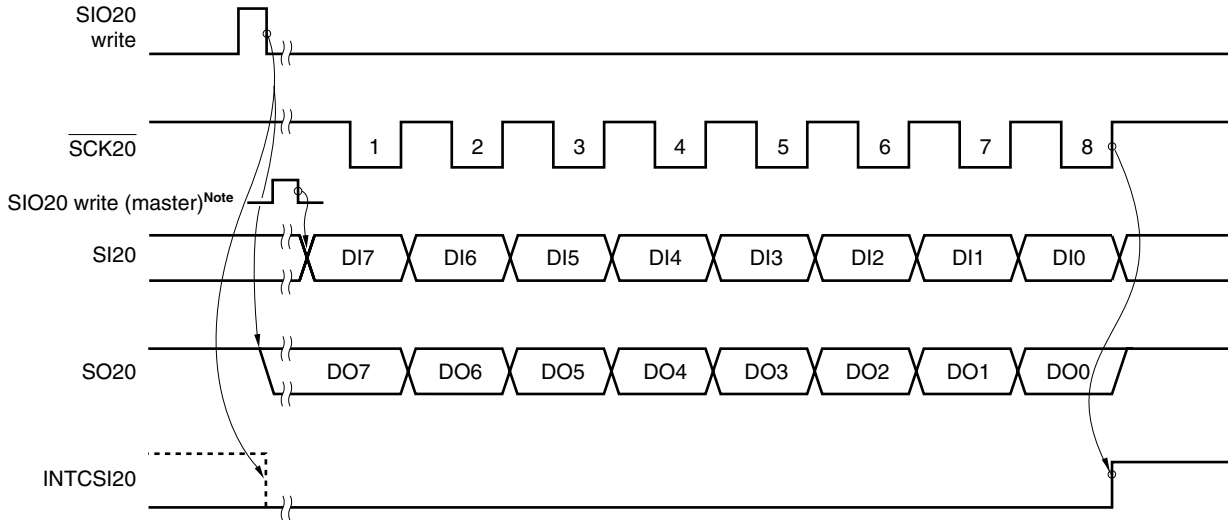 SIO20
write
SCK20
1 2 3 4 5 6 7 8
SIO20 write (master)Note
SI20
DI7 DI6 DI5 DI4 DI3 DI2 DI1 DI0
SO20
DO7 DO6 DO5 DO4 DO3 DO2 DO1 DO0
INTCSI20